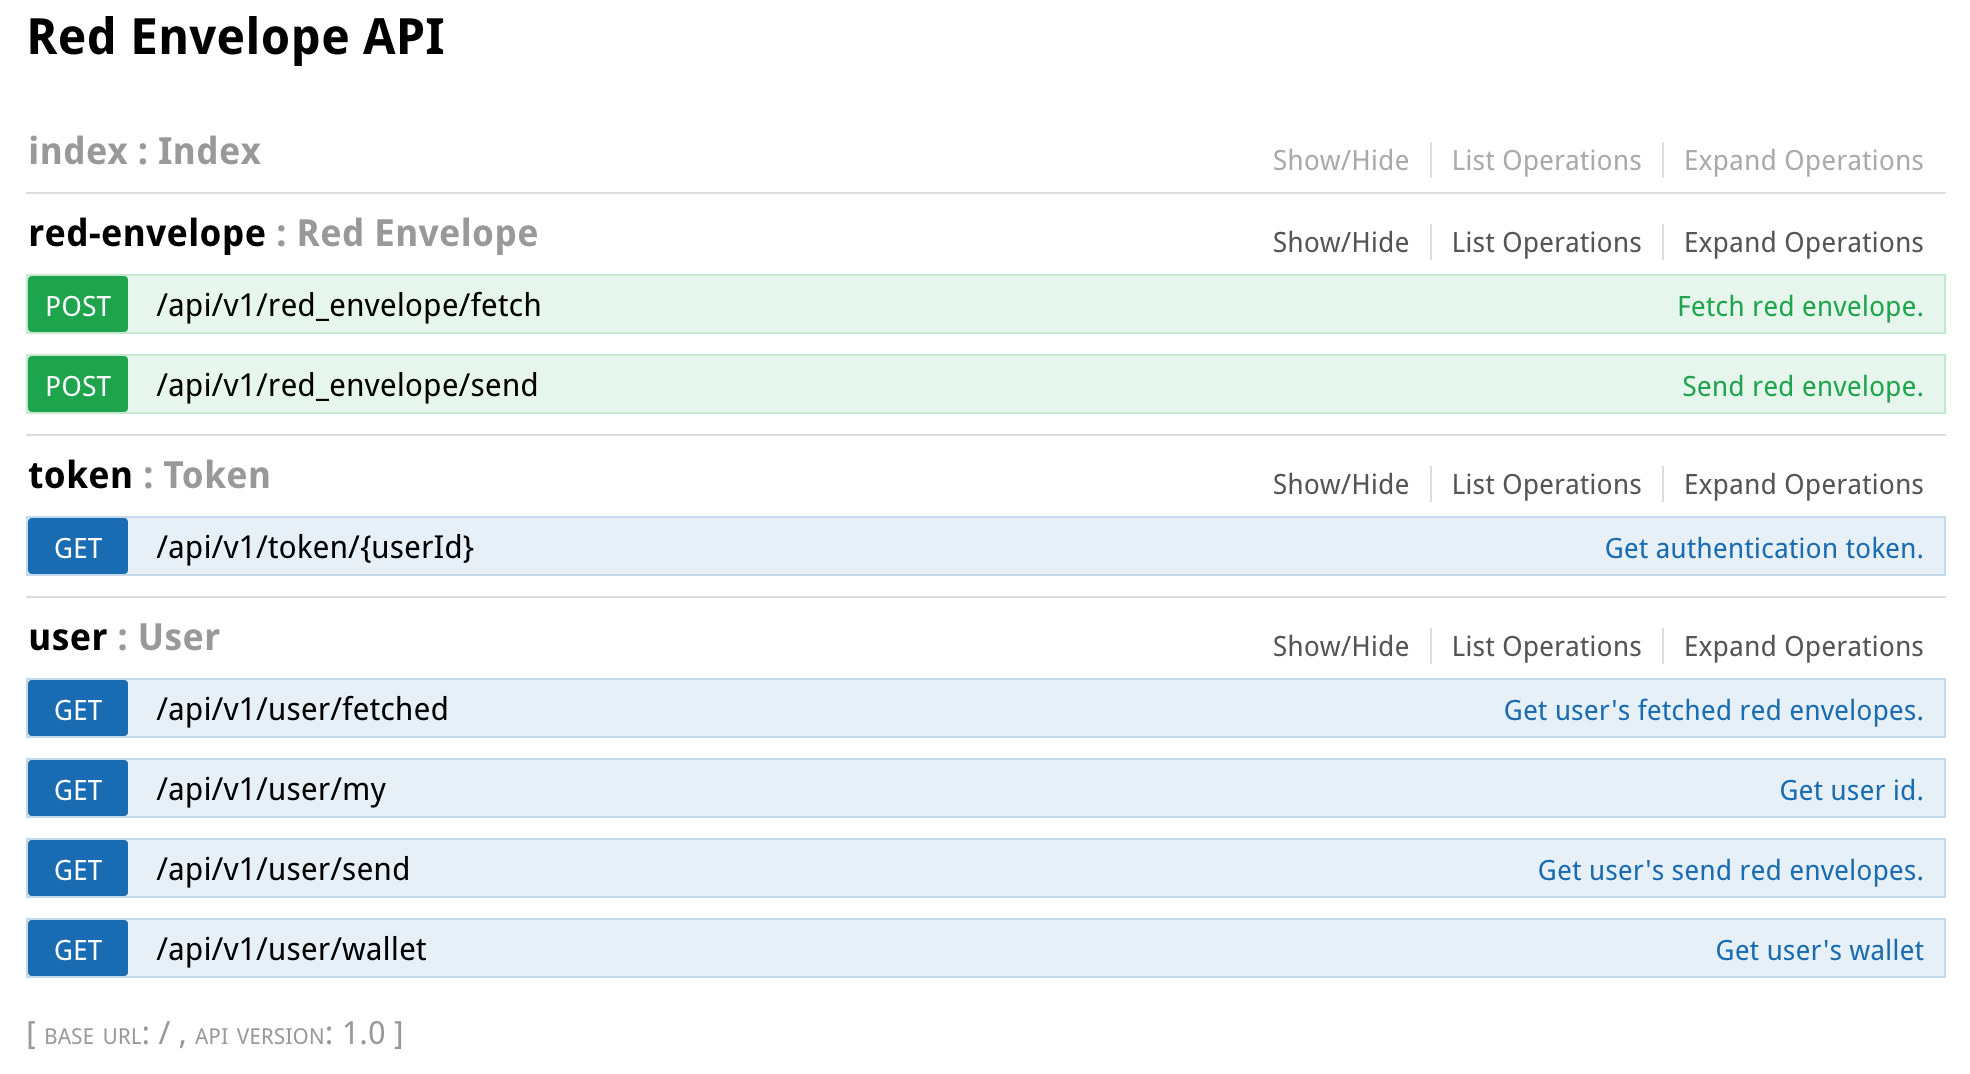 Red Envelope API
index : Index Show/Hide List Operations Expand Operations
red-envelope : Red Envelope Show/Hide List Operations Expand Operations
POST /api/v1/red_envelope/fetch Fetch red envelope.
POST /api/v1/red_envelope/send Send red envelope.
token : Token Show/Hide List Operations Expand Operations
GET /api/v1/token/{userId} Get authentication token.
user : User Show/Hide List Operations Expand Operations
GET /api/v1/user/fetched Get user's fetched red envelopes.
GET /api/v1/user/my Get user id.
GET /api/v1/user/send Get user's send red envelopes.
GET /api/v1/user/wallet Get user's wallet
[ BASE URL: / , API VERSION: 1.0 ]